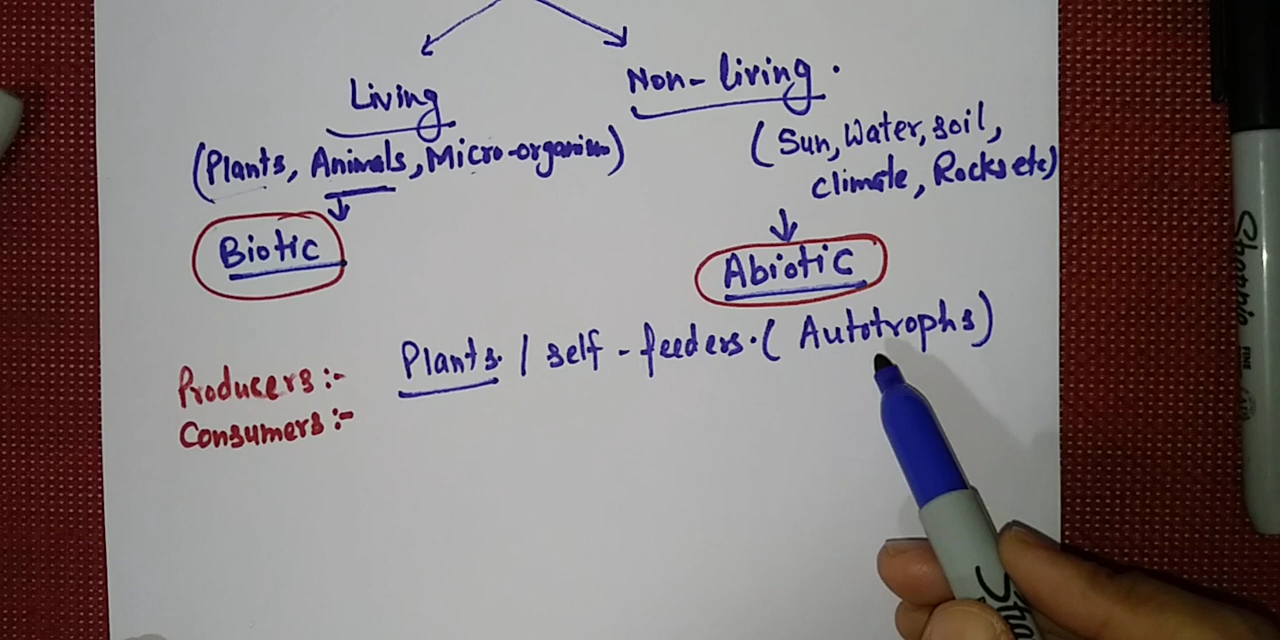 Living
Non-living.
(Plants, Animals, Micro-organism)
(Sun, Water, soil,
climate, Rocks etc)
Biotic
Abiotic
Producers:- Plants. / self-feeders. (Autotrophs)
Consumers:-
Sharpie
FINE